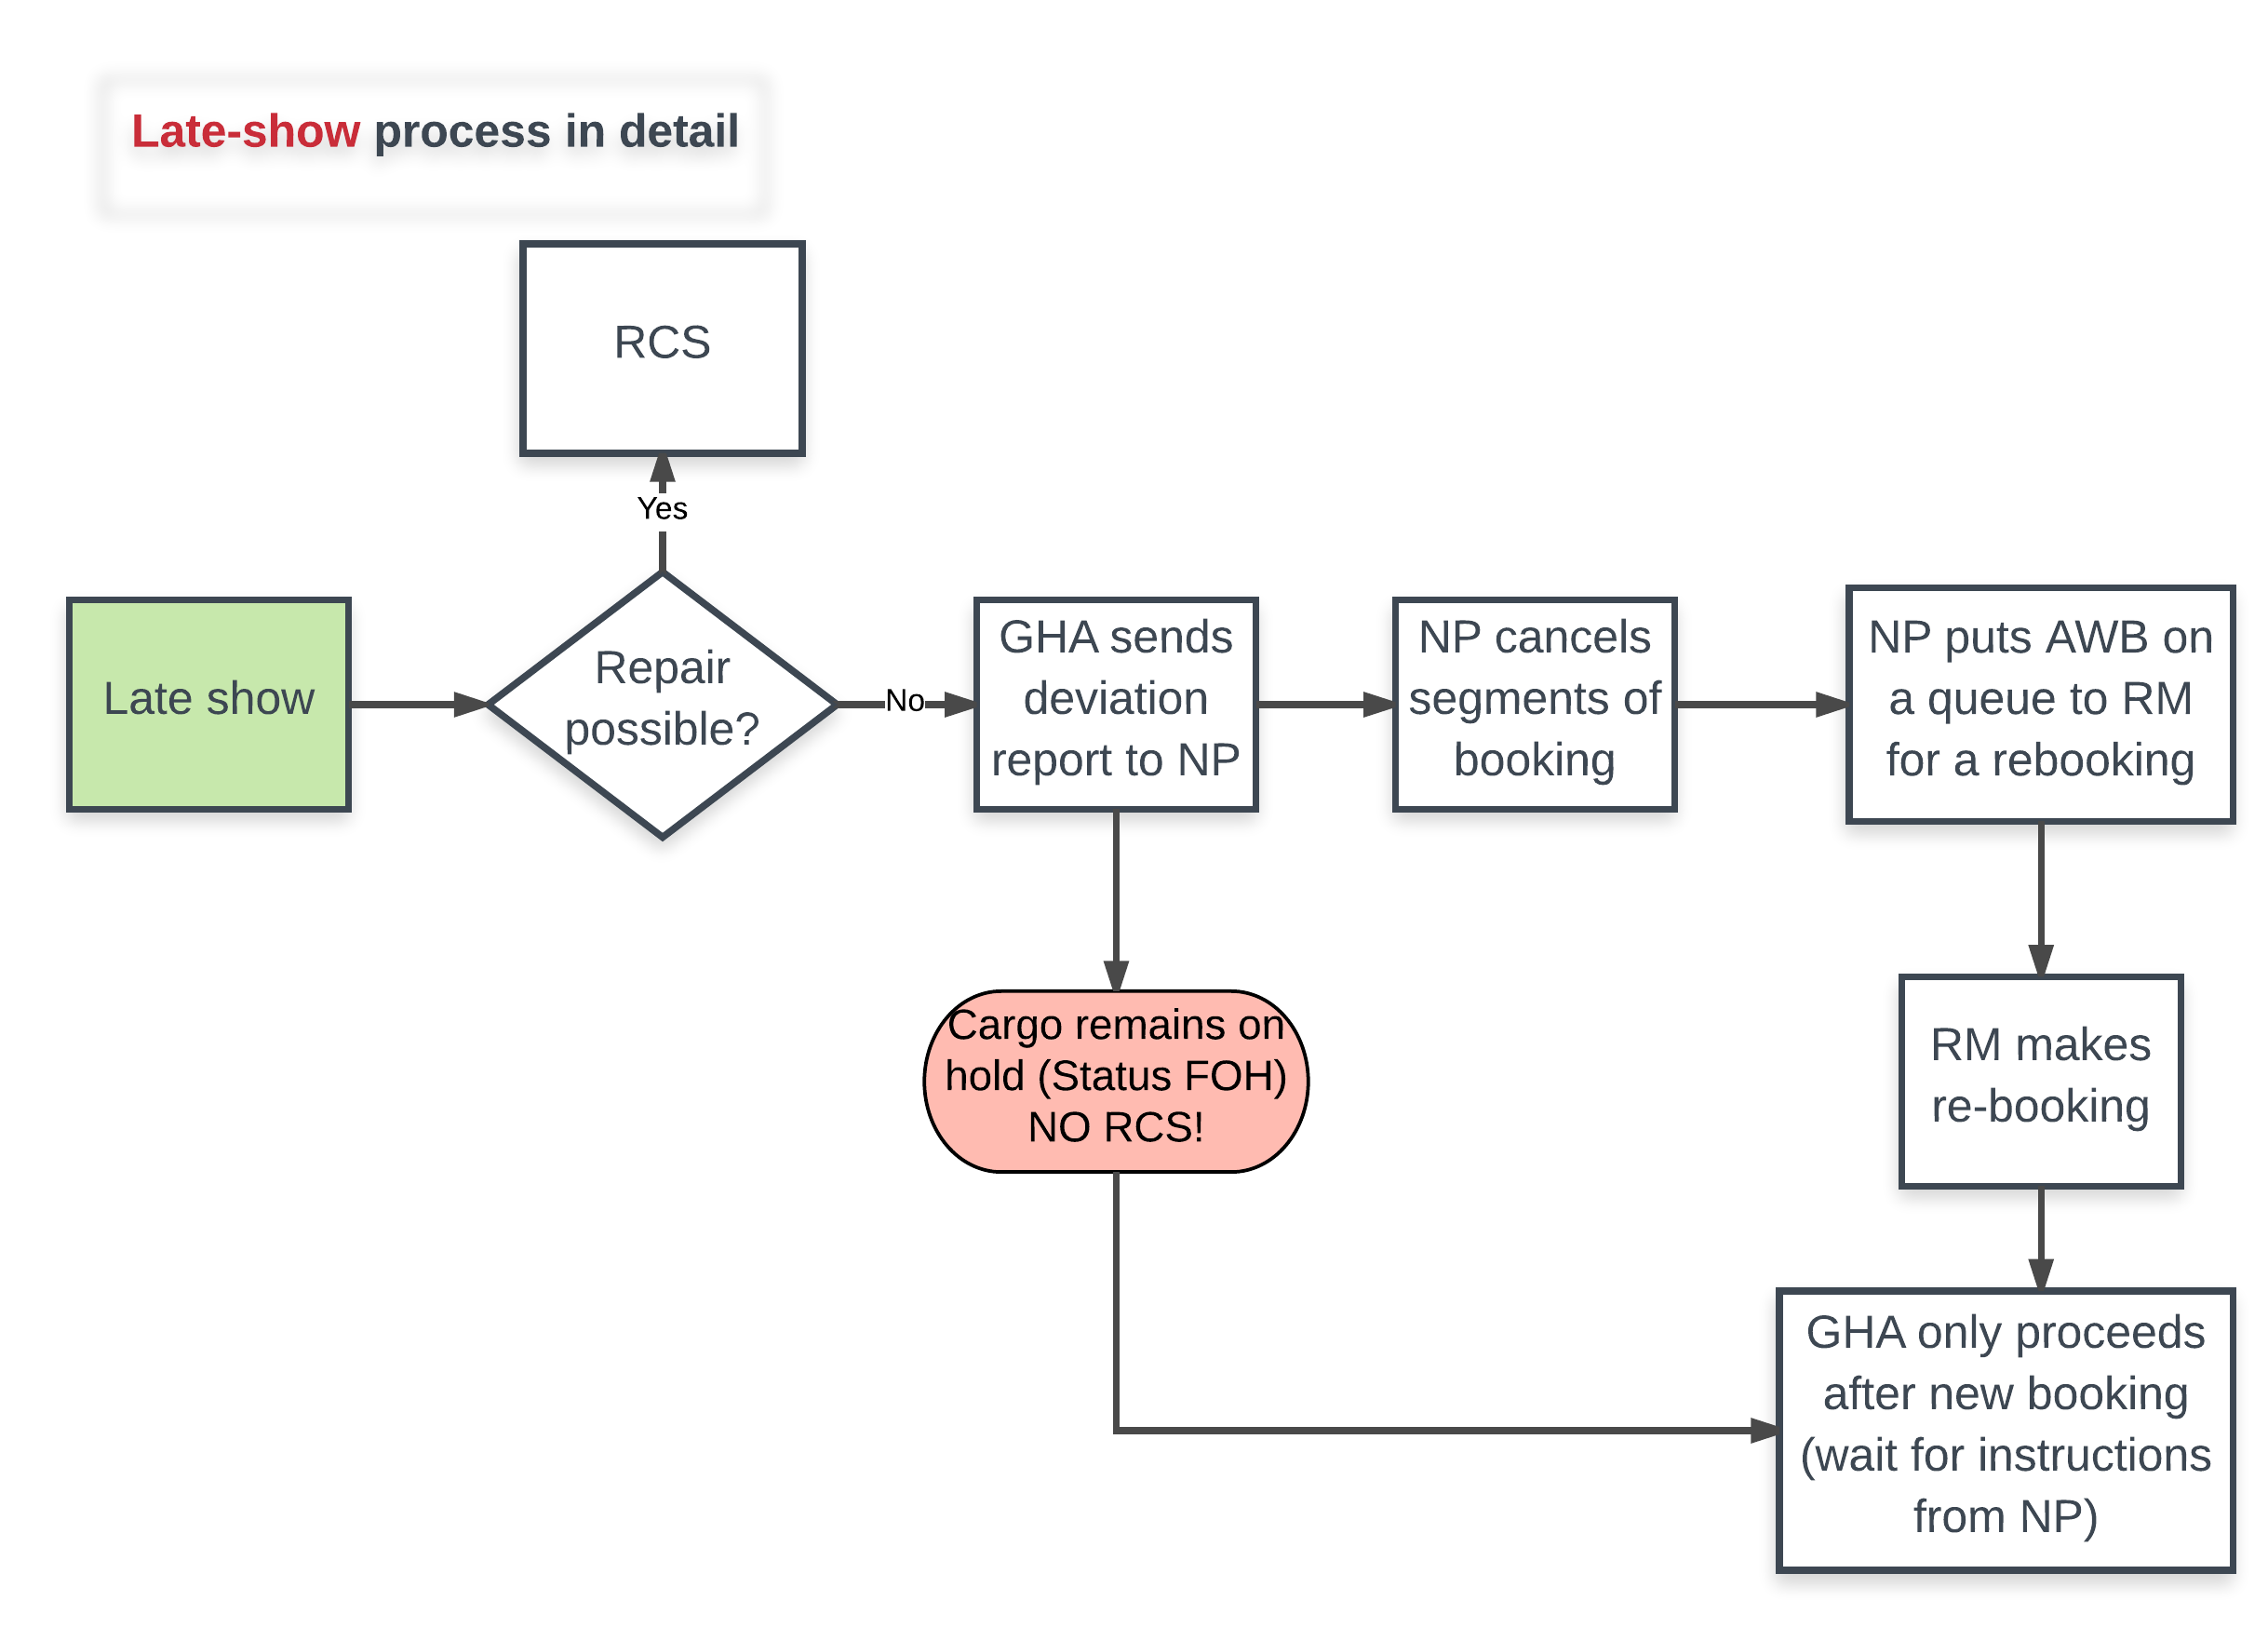 Late-show process in detail
RCS
Yes
Late show
Repair
possible?
No
GHA sends
deviation
report to NP
NP cancels
segments of
booking
NP puts AWB on
a queue to RM
for a rebooking
Cargo remains on
hold (Status FOH)
NO RCS!
RM makes
re-booking
GHA only proceeds
after new booking
(wait for instructions
from NP)